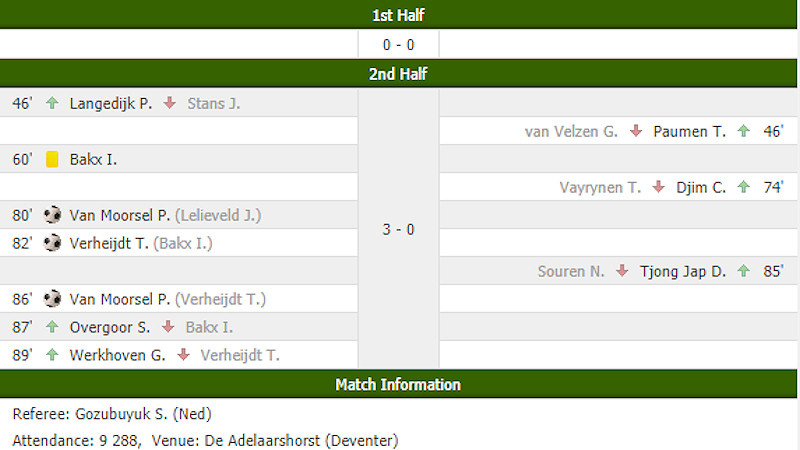 1st Half
0 - 0
2nd Half
46' Langedijk P. Stans J.
van Velzen G. Paumen T. 46'
60' Bakx I.
Vayrynen T. Djim C. 74'
80' Van Moorsel P. (Lelieveld J.)
82' Verheijdt T. (Bakx I.)
3 - 0
Souren N. Tjong Jap D. 85'
86' Van Moorsel P. (Verheijdt T.)
87' Overgoor S. Bakx I.
89' Werkhoven G. Verheijdt T.
Match Information
Referee: Gozubuyuk S. (Ned)
Attendance: 9 288, Venue: De Adelaarshorst (Deventer)